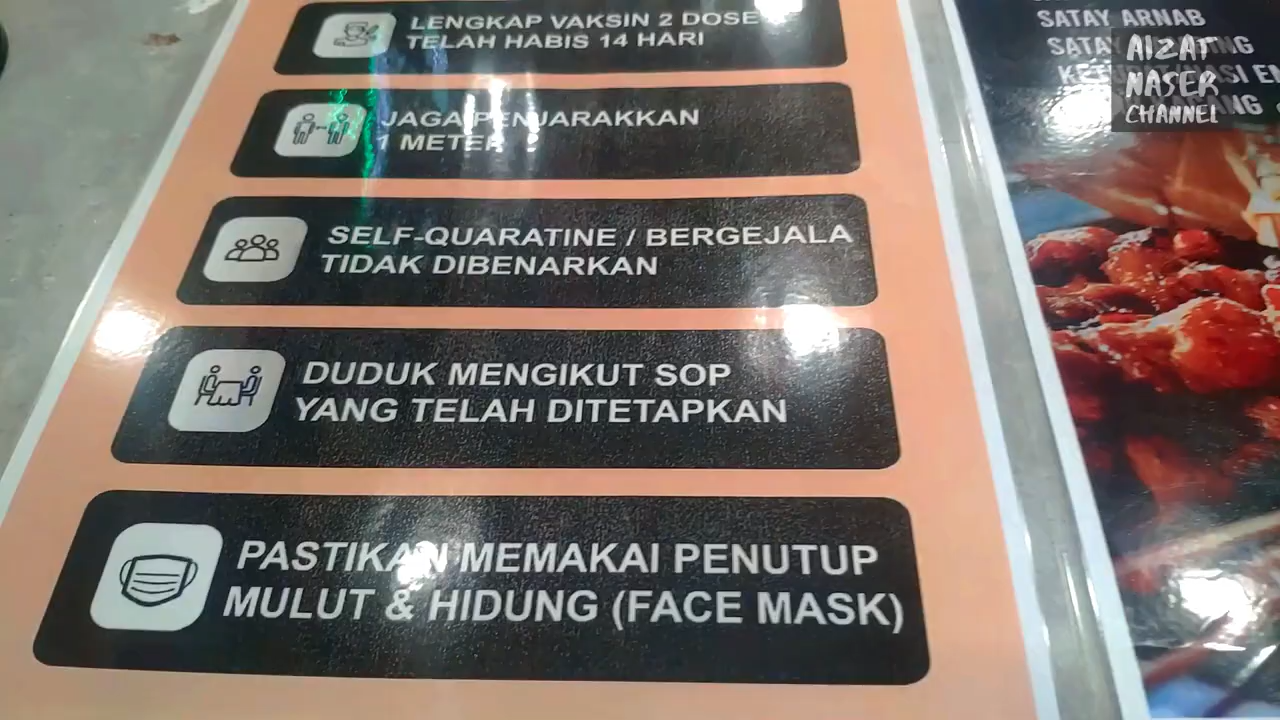 LENGKAP VAKSIN 2 DOSE
TELAH HABIS 14 HARI
JAGA PENJARAKKAN
1 METER
SELF-QUARATINE / BERGEJALA
TIDAK DIBENARKAN
DUDUK MENGIKUT SOP
YANG TELAH DITETAPKAN
PASTIKAN MEMAKAI PENUTUP
MULUT & HIDUNG (FACE MASK)
SATAY ARNAB
SATAY
AIZAT
NASER
CHANNEL